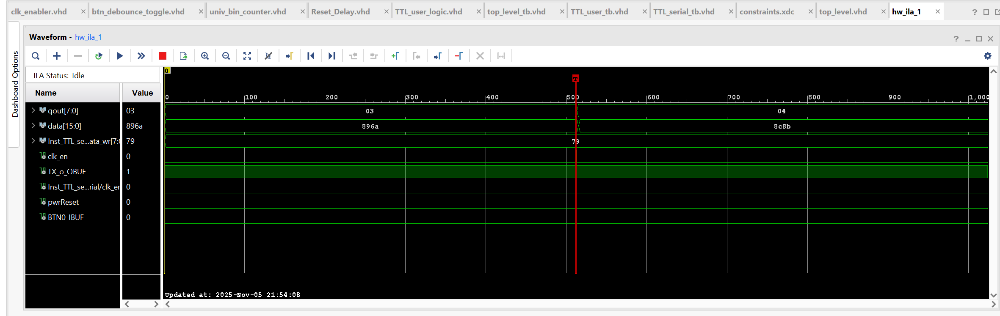 clk_enabler.vhd × btn_debounce_toggle.vhd × univ_bin_counter.vhd × Reset_Delay.vhd × TTL_user_logic.vhd × top_level_tb.vhd × TTL_user_tb.vhd × TTL_serial_tb.vhd × constraints.xdc × top_level.vhd × hw_ila_1 × ?
Dashboard Options
Waveform - hw_ila_1 ?
ILA Status: Idle
0
T
Name Value
0 100 200 300 400 500 600 700 800 900 1,000
qout[7:0] 03 03 04
data[15:0] 896a 896a 8c8b
Inst_TTL_se...ata_wr[7:0 79 79
clk_en 0
TX_o_OBUF 1
Inst_TTL_se...rial/clk_er 0
pwrReset 0
BTN0_IBUF 0
Updated at: 2025-Nov-05 21:54:08